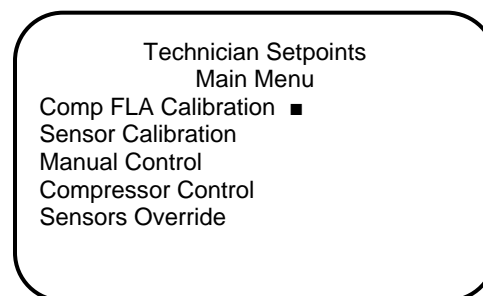 Technician Setpoints
Main Menu
Comp FLA Calibration ■
Sensor Calibration
Manual Control
Compressor Control
Sensors Override